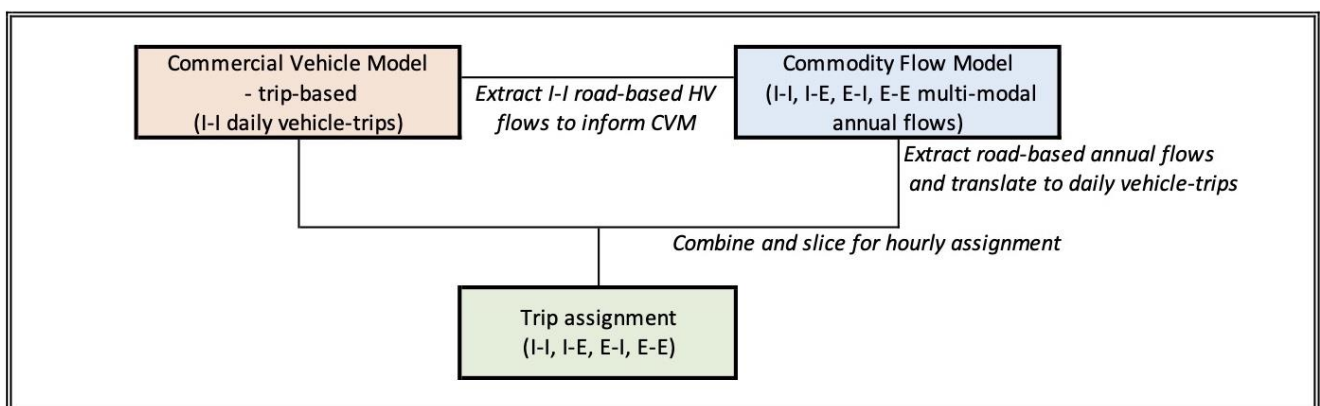 Commercial Vehicle Model
- trip-based
(I-I daily vehicle-trips)
Extract I-I road-based HV
flows to inform CVM
Commodity Flow Model
(I-I, I-E, E-I, E-E multi-modal
annual flows)
Extract road-based annual flows
and translate to daily vehicle-trips
Combine and slice for hourly assignment
Trip assignment
(I-I, I-E, E-I, E-E)